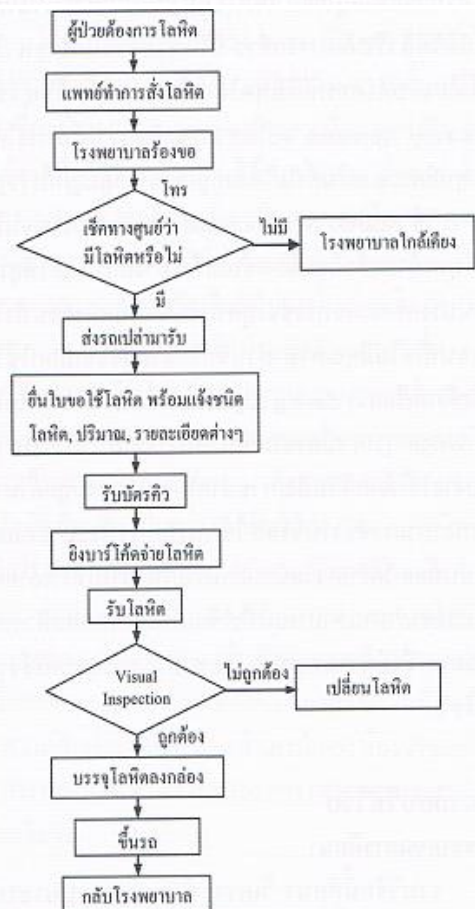 ผู้ป่วยต้องการโลหิต
แพทย์ทำการสั่งโลหิต
โรงพยาบาลร้องขอ
โทร
เช็คทางศูนย์ว่า
มีโลหิตหรือไม่
ไม่มี
โรงพยาบาลใกล้เคียง
มี
ส่งรถเปล่ามารับ
ยื่นใบขอใช้โลหิต พร้อมแจ้งชนิด
โลหิต, ปริมาณ, รายละเอียดต่างๆ
รับบัตรคิว
ยิงบาร์โค้ดจ่ายโลหิต
รับโลหิต
Visual
Inspection
ไม่ถูกต้อง
เปลี่ยนโลหิต
ถูกต้อง
บรรจุโลหิตลงกล่อง
ขึ้นรถ
กลับโรงพยาบาล